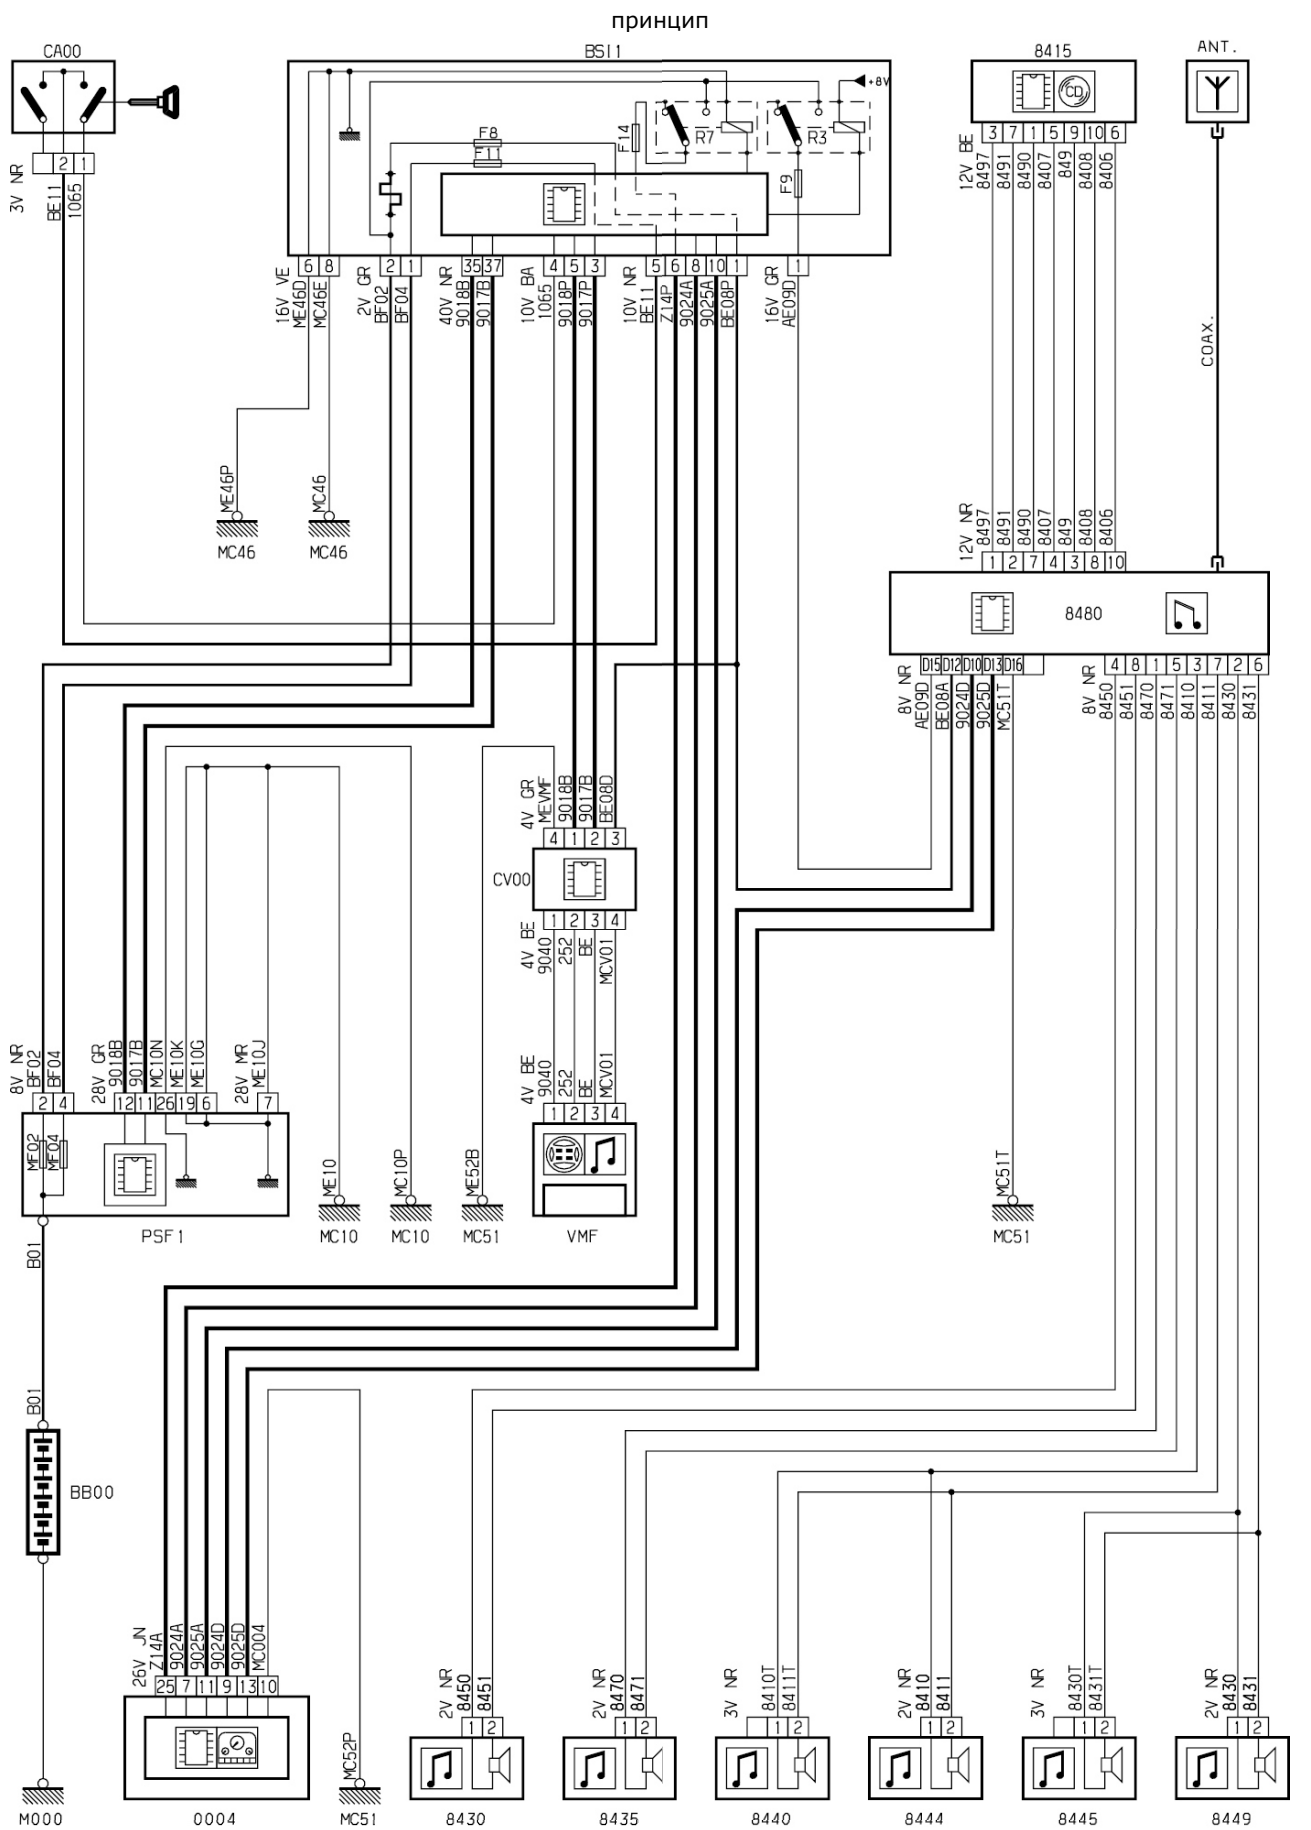 принцип
CA00
BSI1
8415
ANT.
+8V
F8
F11
F14
R7
R3
F9
CD
3 7 1 5 9 10 6
2 1
3V NR
BE11
1065
12V BE
8497
8491
8490
8407
849
8408
8406
6 8
2 1
35 37
4 5 3
5 6 8 10 1
1
16V VE
ME46D
MC46E
2V GR
BF02
BF04
40V NR
9018B
9017B
10V BA
1065
9018P
9017P
10V NR
BE11
Z14P
9024A
9025A
BE08P
16V GR
AE09D
COAX.
ME46P
MC46
MC46
MC46
12V NR
8497
8491
8490
8407
849
8408
8406
1 2 7 4 3 8 10
8480
D15 D12 D10 D13 D16
4 8 1 5 3 7 2 6
8V NR
AE09D
BE08A
9024D
9025D
MC51T
8V NR
8450
8451
8470
8471
8410
8411
8430
8431
4V GR
MEVMF
9018B
9017B
BE08D
4 1 2 3
CV00
1 2 3 4
4V BE
9040
252
BE
MCV01
8V NR
BF02
BF04
28V GR
9018B
9017B
MC10N
ME10K
ME10G
28V MR
ME10J
4V BE
9040
252
BE
MCV01
2 4
12 11 26 19 6
7
1 2 3 4
MF02
MF04
ME10
MC10P
ME52B
MC51T
PSF1
MC10
MC10
MC51
VMF
MC51
B01
B01
BB00
26V JN
Z14A
9024A
9025A
9024D
9025D
MC004
25 7 11 9 13 10
MC52P
2V NR
8450
8451
2V NR
8470
8471
3V NR
8410T
8411T
2V NR
8410
8411
3V NR
8430T
8431T
2V NR
8430
8431
1 2
1 2
1 2
1 2
1 2
1 2
M000
0004
MC51
8430
8435
8440
8444
8445
8449